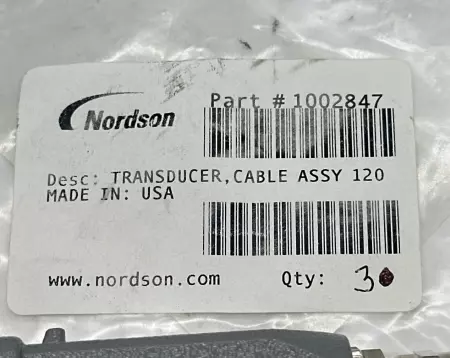 Nordson
Part # 1002847
Desc: TRANSDUCER,CABLE ASSY 120
MADE IN: USA
www.nordson.com Qty: 3